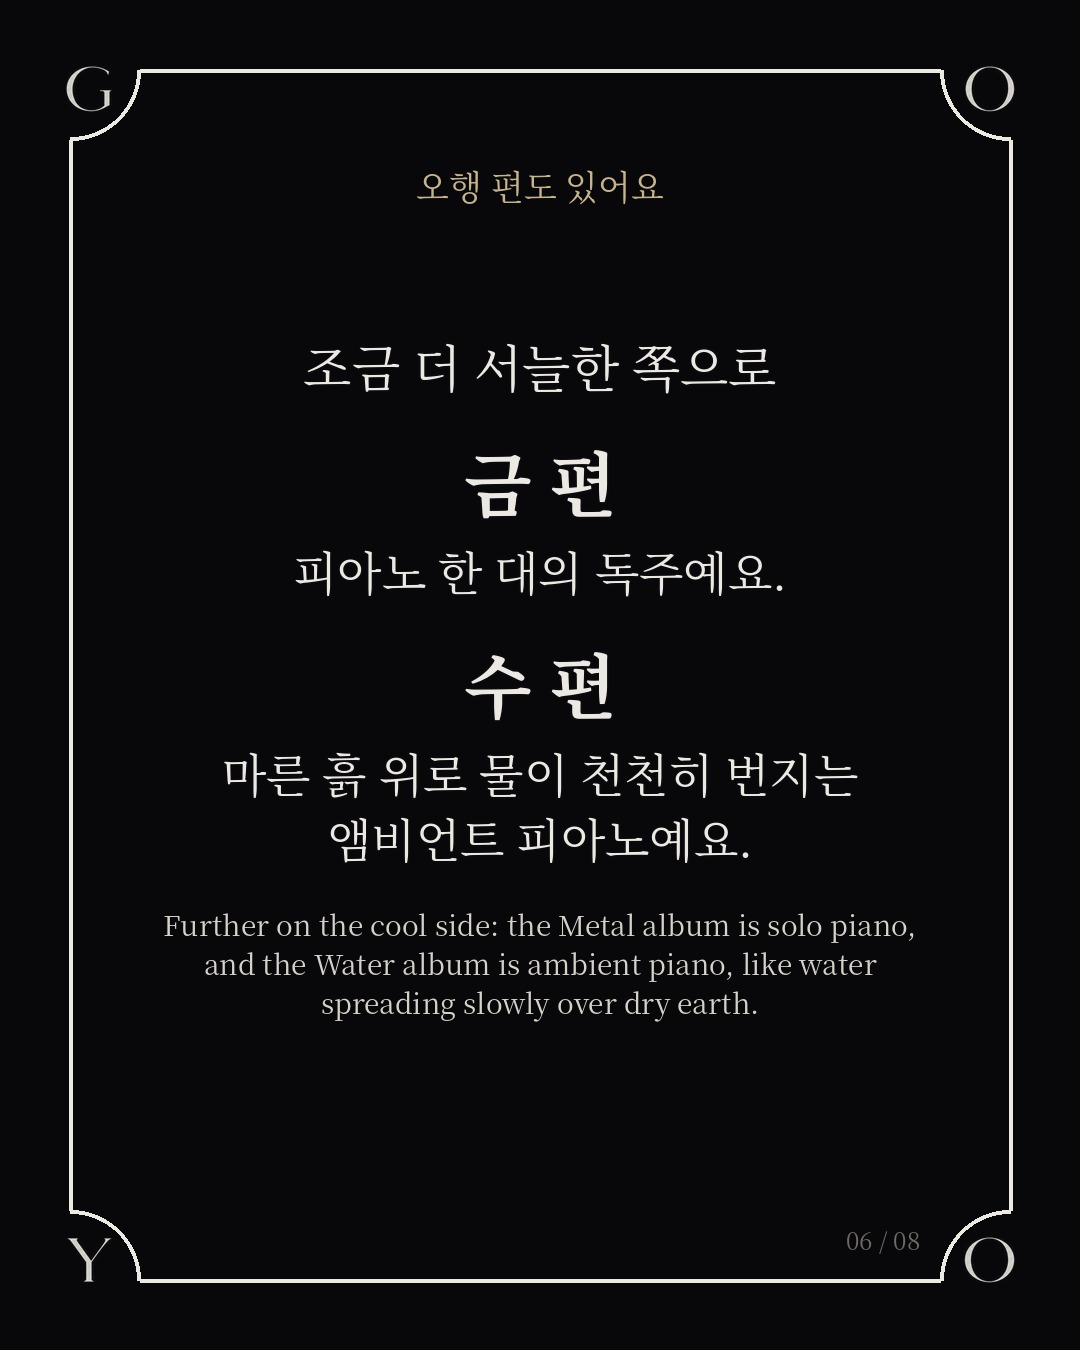 G O
오행 편도 있어요
조금 더 서늘한 쪽으로
금 편
피아노 한 대의 독주예요.
수 편
마른 흙 위로 물이 천천히 번지는
앰비언트 피아노예요.
Further on the cool side: the Metal album is solo piano,
and the Water album is ambient piano, like water
spreading slowly over dry earth.
06 / 08
Y O